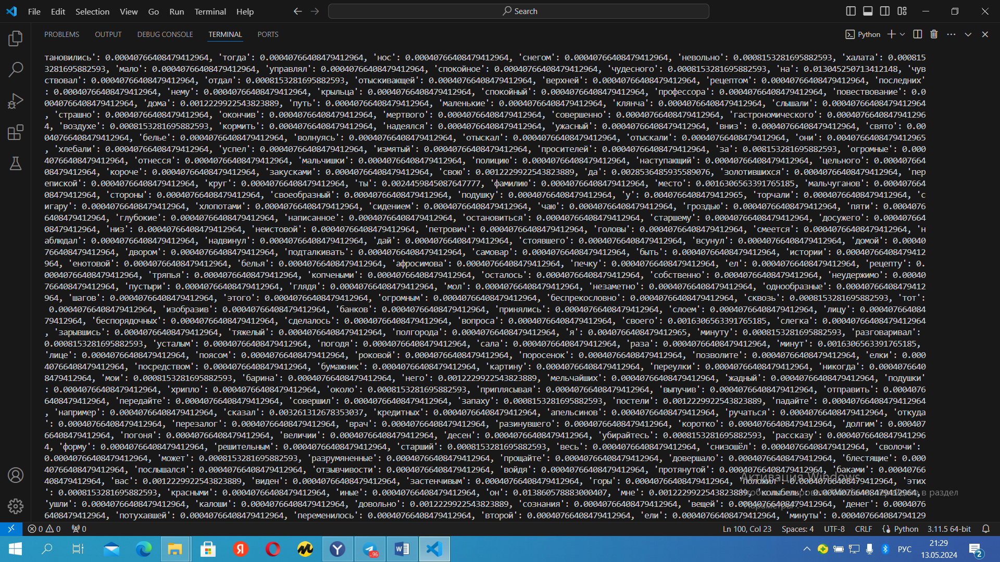 File Edit Selection View Go Run Terminal Help Search
PROBLEMS OUTPUT DEBUG CONSOLE TERMINAL PORTS Python
тановились': 0.00040766408479412964, 'тогда': 0.00040766408479412964, 'нос': 0.00040766408479412964, 'снегом': 0.00040766408479412964, 'невольно': 0.0008153281695882593, 'халата': 0.000815
3281695882593, 'мало': 0.00040766408479412964, 'управлял': 0.00040766408479412964, 'спокойное': 0.00040766408479412964, 'чудесного': 0.0008153281695882593, 'на': 0.013045250713412148, 'чув
ствовал': 0.00040766408479412964, 'отдал': 0.0008153281695882593, 'отыскивающей': 0.00040766408479412964, 'верхней': 0.00040766408479412964, 'рецептом': 0.00040766408479412964, 'последних'
: 0.00040766408479412964, 'нему': 0.00040766408479412964, 'крыльца': 0.00040766408479412964, 'спокойный': 0.00040766408479412964, 'профессора': 0.00040766408479412964, 'повествование': 0.0
0040766408479412964, 'дома': 0.0012229922543823889, 'путь': 0.00040766408479412964, 'маленькие': 0.00040766408479412964, 'клянча': 0.00040766408479412964, 'слышали': 0.00040766408479412964
, 'страшно': 0.00040766408479412964, 'окончив': 0.00040766408479412964, 'мертвого': 0.00040766408479412964, 'совершенно': 0.00040766408479412964, 'гастрономического': 0.0004076640847941296
4, 'воздухе': 0.0008153281695882593, 'кормить': 0.00040766408479412964, 'надеялся': 0.00040766408479412964, 'ужасный': 0.00040766408479412964, 'вниз': 0.00040766408479412964, 'свято': 0.00
040766408479412964, 'белье': 0.00040766408479412964, 'волнуясь': 0.00040766408479412964, 'отыскал': 0.00040766408479412964, 'отыскали': 0.00040766408479412964, 'они': 0.004076640847941​2965
, 'хлебали': 0.00040766408479412964, 'успел': 0.00040766408479412964, 'измятый': 0.00040766408479412964, 'просителей': 0.00040766408479412964, 'за': 0.008153281695882593, 'огромные': 0.000
40766408479412964, 'отнесся': 0.00040766408479412964, 'мальчишки': 0.00040766408479412964, 'полицию': 0.00040766408479412964, 'наступающий': 0.00040766408479412964, 'цельного': 0.000407664
08479412964, 'короче': 0.00040766408479412964, 'закусками': 0.00040766408479412964, 'свою': 0.0012229922543823889, 'да': 0.0028536485935589076, 'золотившихся': 0.00040766408479412964, 'пер
епиской': 0.00040766408479412964, 'круг': 0.00040766408479412964, 'ты': 0.0024459845087647777, 'фамилию': 0.00040766408479412964, 'место': 0.0016306563391765185, 'мальчуганов': 0.000407664
08479412964, 'стороны': 0.00040766408479412964, 'своеобразный': 0.00040766408479412964, 'подушку': 0.00040766408479412964, 'у': 0.0040766408479412965, 'торчали': 0.00040766408479412964, 'с
игару': 0.00040766408479412964, 'хлопотами': 0.00040766408479412964, 'сидением': 0.00040766408479412964, 'чаю': 0.00040766408479412964, 'гроздью': 0.00040766408479412964, 'пяти': 0.0004076
6408479412964, 'глубокие': 0.00040766408479412964, 'написанное': 0.00040766408479412964, 'остановиться': 0.00040766408479412964, 'старшему': 0.00040766408479412964, 'досужего': 0.000407664
08479412964, 'низ': 0.00040766408479412964, 'неистовой': 0.00040766408479412964, 'петрович': 0.00040766408479412964, 'головы': 0.00040766408479412964, 'смеется': 0.00040766408479412964, 'н
аблюдал': 0.00040766408479412964, 'надвинул': 0.00040766408479412964, 'дай': 0.00040766408479412964, 'стоявшего': 0.00040766408479412964, 'всунул': 0.00040766408479412964, 'домой': 0.00040
766408479412964, 'двором': 0.00040766408479412964, 'подталкивать': 0.00040766408479412964, 'самовар': 0.00040766408479412964, 'быть': 0.00040766408479412964, 'истории': 0.00040766408479412
964, 'енотовой': 0.00040766408479412964, 'белья': 0.00040766408479412964, 'афросимова': 0.00040766408479412964, 'печку': 0.00040766408479412964, 'ел': 0.00040766408479412964, 'рецепту': 0.
00040766408479412964, 'тряпья': 0.00040766408479412964, 'копчеными': 0.00040766408479412964, 'осталось': 0.00040766408479412964, 'собственно': 0.00040766408479412964, 'неудержимо': 0.00040
766408479412964, 'пустыри': 0.00040766408479412964, 'глядя': 0.00040766408479412964, 'мол': 0.00040766408479412964, 'незаметно': 0.00040766408479412964, 'однообразные': 0.00040766408479412
964, 'шагов': 0.00040766408479412964, 'этого': 0.00040766408479412964, 'огромным': 0.00040766408479412964, 'беспрекословно': 0.00040766408479412964, 'сквозь': 0.0008153281695882593, 'тот':
0.00040766408479412964, 'изобразив': 0.00040766408479412964, 'банков': 0.00040766408479412964, 'принялись': 0.00040766408479412964, 'слоем': 0.00040766408479412964, 'лицу': 0.000407664084
79412964, 'беспорядочных': 0.00040766408479412964, 'сделалось': 0.00040766408479412964, 'вопроса': 0.00040766408479412964, 'своего': 0.0016306563391765185, 'слегка': 0.00040766408479412964
, 'зарывшись': 0.00040766408479412964, 'тяжелый': 0.00040766408479412964, 'полгорода': 0.00040766408479412964, 'я': 0.0040766408479412965, 'минуту': 0.0008153281695882593, 'разговаривал':
0.0008153281695882593, 'усталым': 0.00040766408479412964, 'погодя': 0.00040766408479412964, 'сала': 0.00040766408479412964, 'раза': 0.00040766408479412964, 'минут': 0.0016306563391765185,
'лице': 0.00040766408479412964, 'поясом': 0.00040766408479412964, 'роковой': 0.00040766408479412964, 'поросенок': 0.00040766408479412964, 'позволите': 0.00040766408479412964, 'елки': 0.000
40766408479412964, 'посредством': 0.00040766408479412964, 'бумажник': 0.00040766408479412964, 'картину': 0.00040766408479412964, 'переулки': 0.00040766408479412964, 'никогда': 0.0004076640
8479412964, 'мои': 0.0008153281695882593, 'барина': 0.00040766408479412964, 'него': 0.0012229922543823889, 'мельчайших': 0.00040766408479412964, 'жадный': 0.00040766408479412964, 'подушки'
: 0.00040766408479412964, 'хрипло': 0.00040766408479412964, 'около': 0.0008153281695882593, 'приплясывая': 0.00040766408479412964, 'выпучив': 0.00040766408479412964, 'отправить': 0.0004076
6408479412964, 'передайте': 0.00040766408479412964, 'совершил': 0.00040766408479412964, 'запаху': 0.0008153281695882593, 'постели': 0.0012229922543823889, 'падайте': 0.00040766408479412964
, 'например': 0.00040766408479412964, 'сказал': 0.003261312678353037, 'кредитных': 0.00040766408479412964, 'апельсинов': 0.00040766408479412964, 'ручаться': 0.00040766408479412964, 'откуда
': 0.00040766408479412964, 'перезалог': 0.00040766408479412964, 'врач': 0.00040766408479412964, 'разинувшего': 0.00040766408479412964, 'коротко': 0.00040766408479412964, 'долгим': 0.000407
66408479412964, 'погоня': 0.00040766408479412964, 'величии': 0.00040766408479412964, 'десен': 0.00040766408479412964, 'убирайтесь': 0.0008153281695882593, 'рассказу': 0.0004076640847941296
4, 'форму': 0.00040766408479412964, 'решительным': 0.00040766408479412964, 'старший': 0.0008153281695882593, 'весь': 0.00040766408479412964, 'снизошёл': 0.00040766408479412964, 'сволочи':
0.00040766408479412964, 'может': 0.0008153281695882593, 'разрумяненные': 0.00040766408479412964, 'прощайте': 0.00040766408479412964, 'довершало': 0.00040766408479412964, 'блестящие': 0.000
40766408479412964, 'послышался': 0.00040766408479412964, 'отзывчивости': 0.00040766408479412964, 'войдя': 0.00040766408479412964, 'протянутой': 0.00040766408479412964, 'баками': 0.00040766
408479412964, 'вас': 0.0012229922543823889, 'виден': 0.00040766408479412964, 'застенчивым': 0.00040766408479412964, 'горы': 0.00040766408479412964, 'положил': 0.00040766408479412964, 'этих
': 0.0008153281695882593, 'красными': 0.00040766408479412964, 'иные': 0.00040766408479412964, 'он': 0.013860578883000407, 'мне': 0.0012229922543823889, 'колыбель': 0.00040766408479412964,
'ушли': 0.00040766408479412964, 'калоши': 0.00040766408479412964, 'довольно': 0.0012229922543823889, 'сознания': 0.00040766408479412964, 'вещей': 0.00040766408479412964, 'денег': 0.0004076
6408479412964, 'потухавшей': 0.00040766408479412964, 'переменилось': 0.00040766408479412964, 'второй': 0.00040766408479412964, 'ели': 0.00040766408479412964, 'минуты': 0.000407664084794129
Активация Windows
в раздел
0 0 0 Ln 100, Col 23 Spaces: 4 UTF-8 CRLF Python 3.11.5 64-bit
..96 РУС 21:29
13.05.2024 2